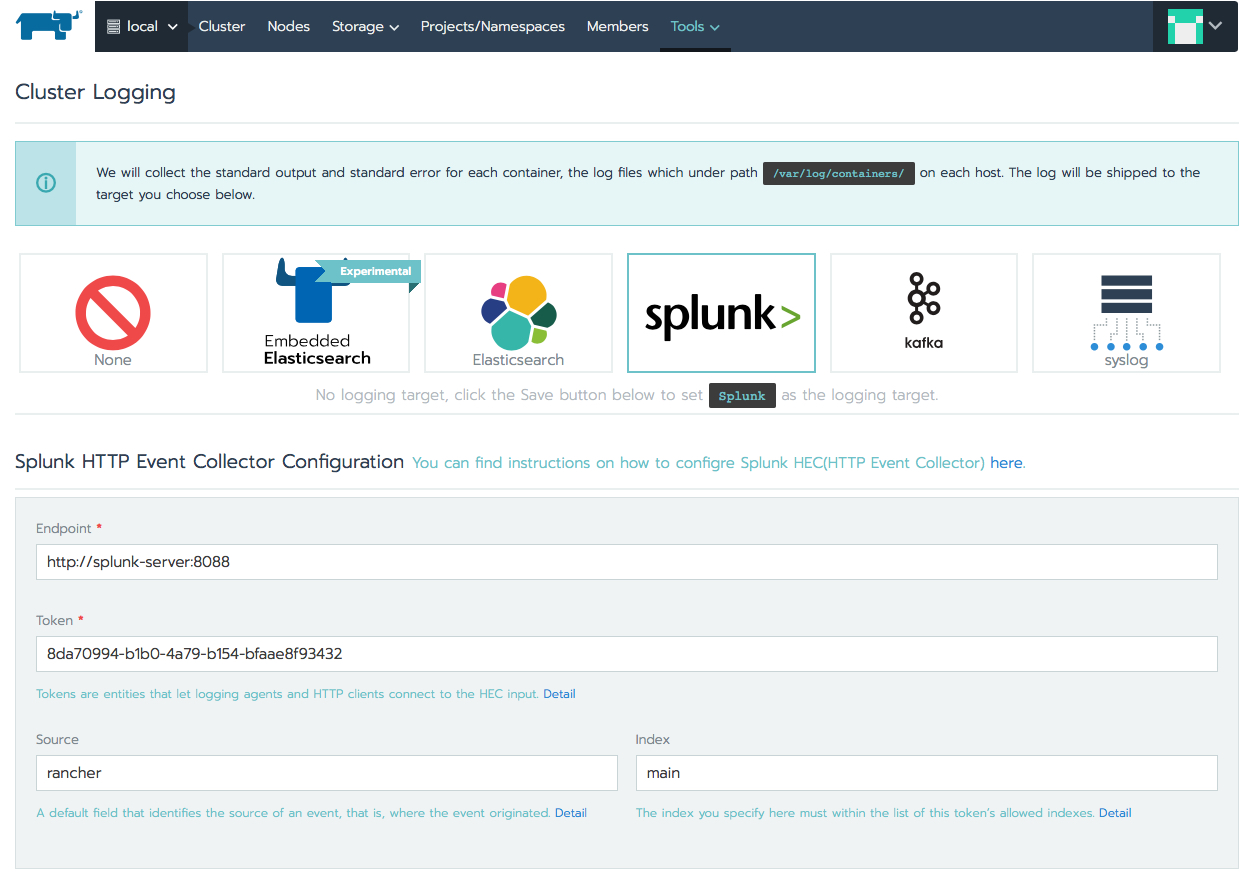 local Cluster Nodes Storage Projects/Namespaces Members Tools
Cluster Logging
We will collect the standard output and standard error for each container, the log files which under path /var/log/containers/ on each host. The log will be shipped to the
target you choose below.
None
Experimental
Embedded
Elasticsearch
Elasticsearch
splunk>
kafka
syslog
No logging target, click the Save button below to set Splunk as the logging target.
Splunk HTTP Event Collector Configuration You can find instructions on how to configre Splunk HEC(HTTP Event Collector) here.
Endpoint *
http://splunk-server:8088
Token *
8da70994-b1b0-4a79-b154-bfaae8f93432
Tokens are entities that let logging agents and HTTP clients connect to the HEC input. Detail
Source
rancher
A default field that identifies the source of an event, that is, where the event originated. Detail
Index
main
The index you specify here must within the list of this token's allowed indexes. Detail